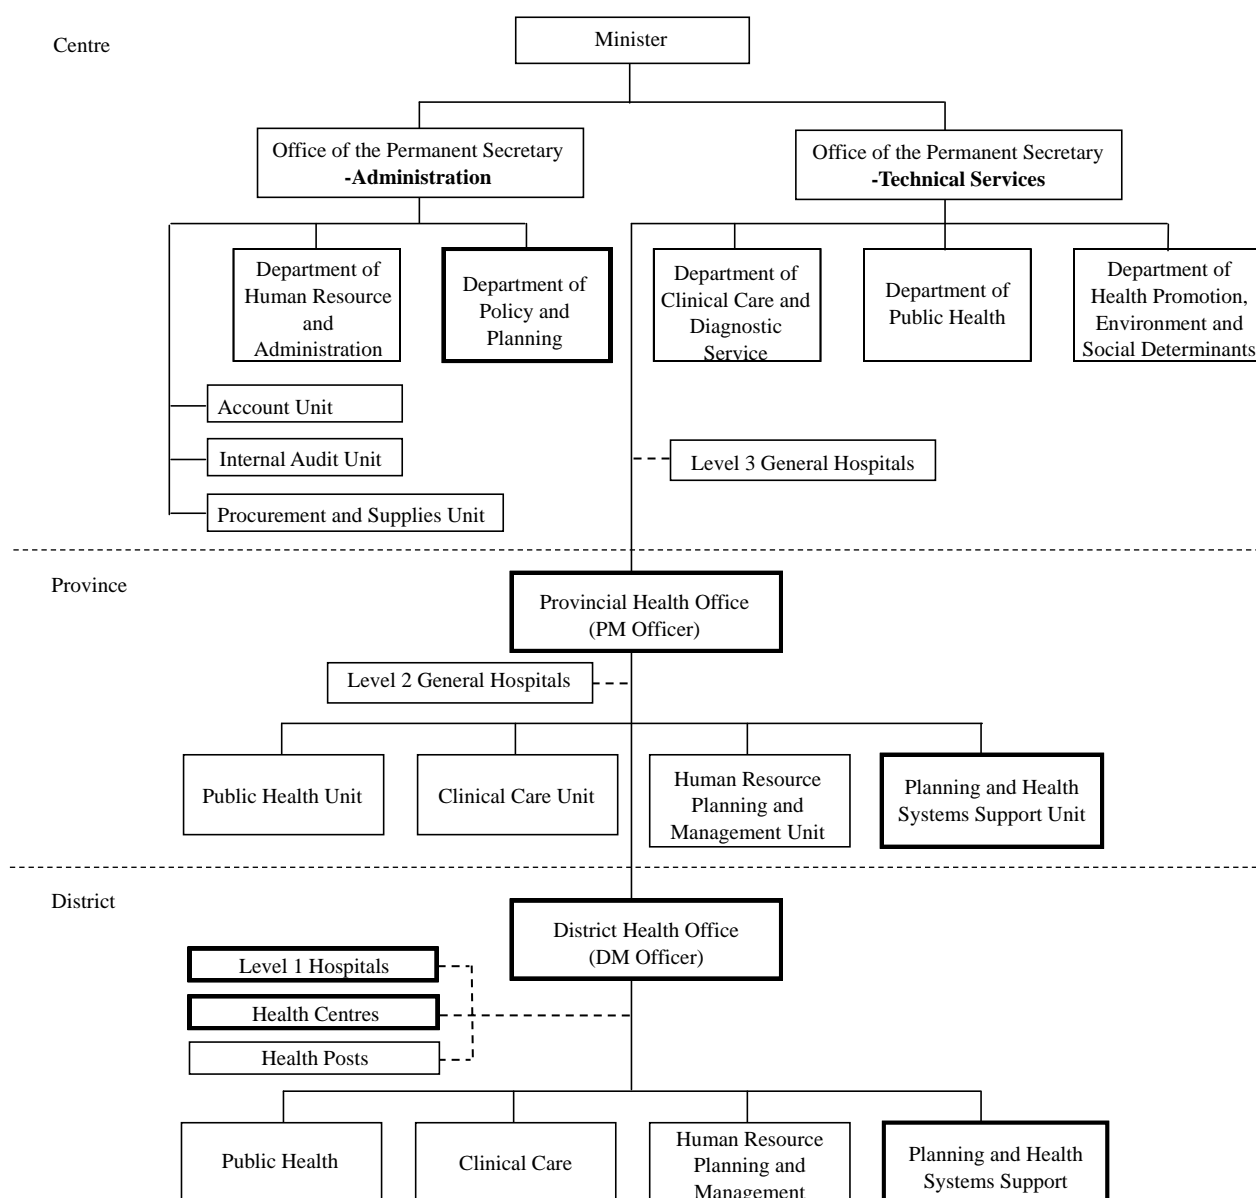 Centre
Minister
Office of the Permanent Secretary
-Administration
Office of the Permanent Secretary
-Technical Services
Department of
Human Resource
and
Administration
Department of
Policy and
Planning
Department of
Clinical Care and
Diagnostic
Service
Department of
Public Health
Department of
Health Promotion,
Environment and
Social Determinants
Account Unit
Internal Audit Unit
Procurement and Supplies Unit
Level 3 General Hospitals
Province
Provincial Health Office
(PM Officer)
Level 2 General Hospitals
Public Health Unit
Clinical Care Unit
Human Resource
Planning and
Management Unit
Planning and Health
Systems Support Unit
District
District Health Office
(DM Officer)
Level 1 Hospitals
Health Centres
Health Posts
Public Health
Clinical Care
Human Resource
Planning and
Management
Planning and Health
Systems Support